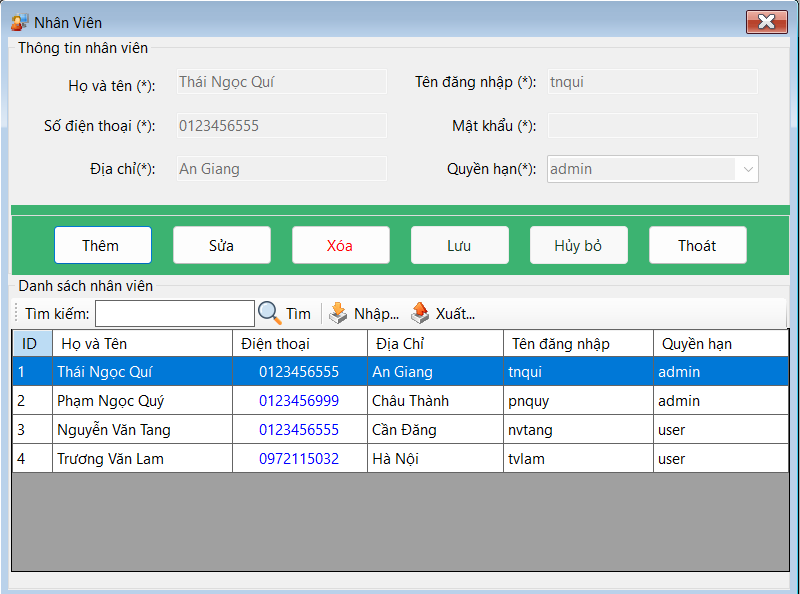 Nhân Viên
Thông tin nhân viên
Họ và tên (*): Thái Ngọc Quí Tên đăng nhập (*): tnqui
Số điện thoại (*): 0123456555 Mật khẩu (*):
Địa chỉ(*): An Giang Quyền hạn(*): admin
Thêm Sửa Xóa Lưu Hủy bỏ Thoát
Danh sách nhân viên
Tìm kiếm: Tìm Nhập... Xuất...
ID Họ và Tên Điện thoại Địa Chỉ Tên đăng nhập Quyền hạn
1 Thái Ngọc Quí 0123456555 An Giang tnqui admin
2 Phạm Ngọc Quý 0123456999 Châu Thành pnquy admin
3 Nguyễn Văn Tang 0123456555 Cần Đăng nvtang user
4 Trương Văn Lam 0972115032 Hà Nội tvlam user